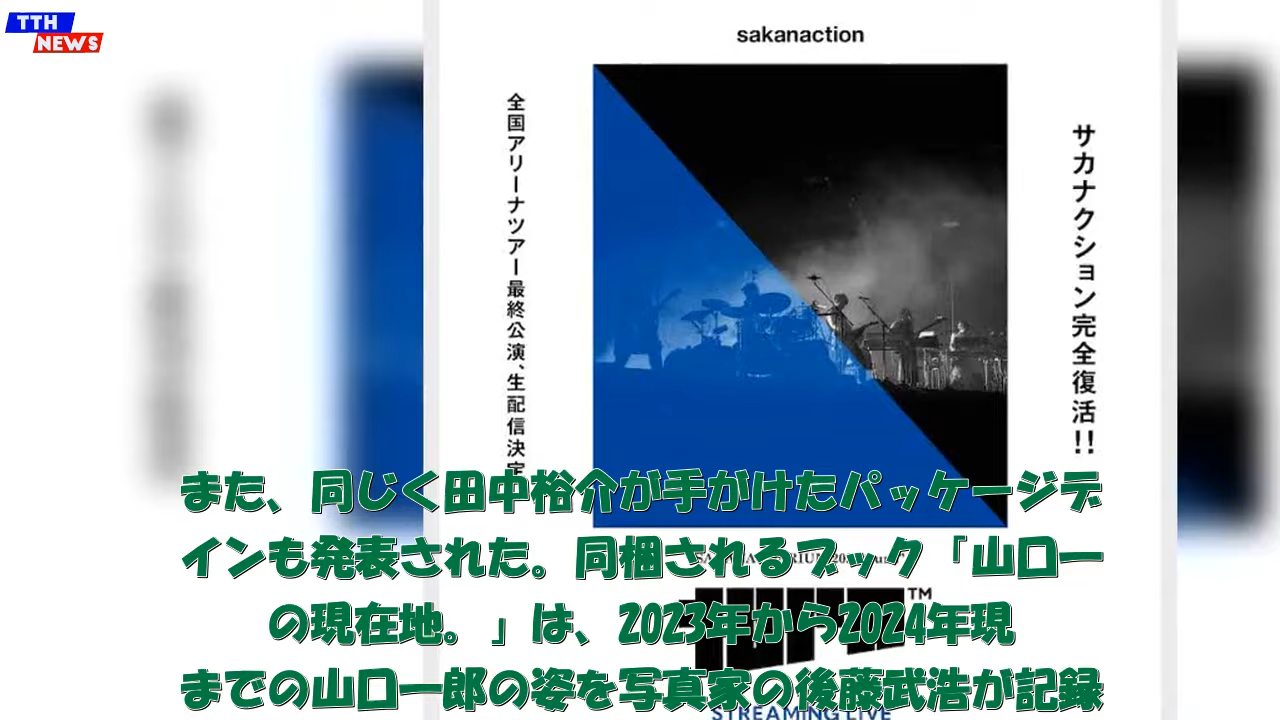 TTH
NEWS
sakanaction
全国アリーナツアー最終公演、生配信決定
サカナクション完全復活!!
また、同じく田中裕介が手がけたパッケージデ
インも発表された。同梱されるブック「山口一
の現在地。」は、2023年から2024年現
までの山口一郎の姿を写真家の後藤武浩が記録
TM
STREAMING LIVE